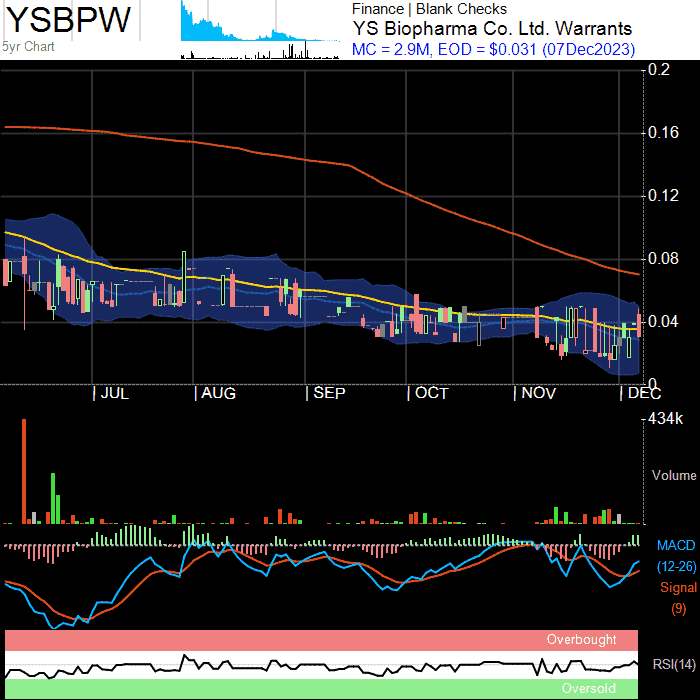 YSBPW
5yr Chart
Finance | Blank Checks
YS Biopharma Co. Ltd. Warrants
MC = 2.9M, EOD = $0.031 (07Dec2023)
0.2
0.16
0.12
0.08
0.04
0
JUL AUG SEP OCT NOV DEC
434k
Volume
MACD
(12-26)
Signal
(9)
Overbought
RSI(14)
Oversold